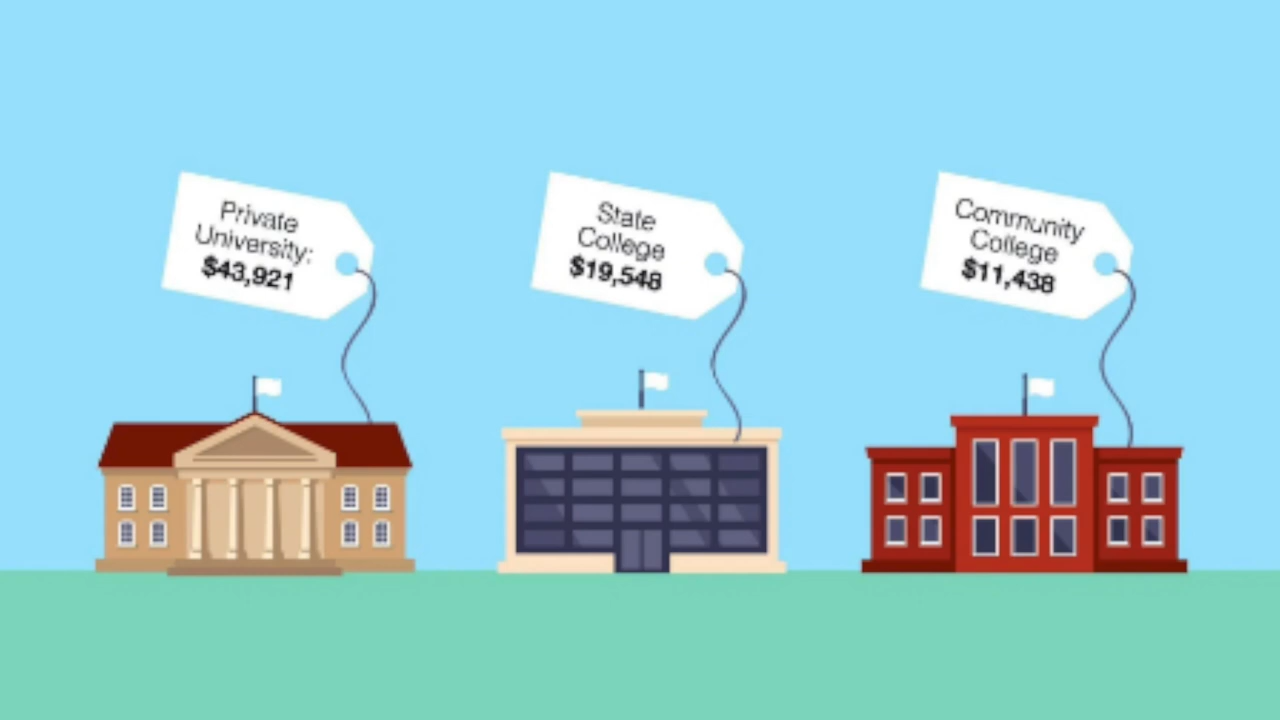 Private
University:
$43,921
State
College
$19,548
Community
College
$11,438